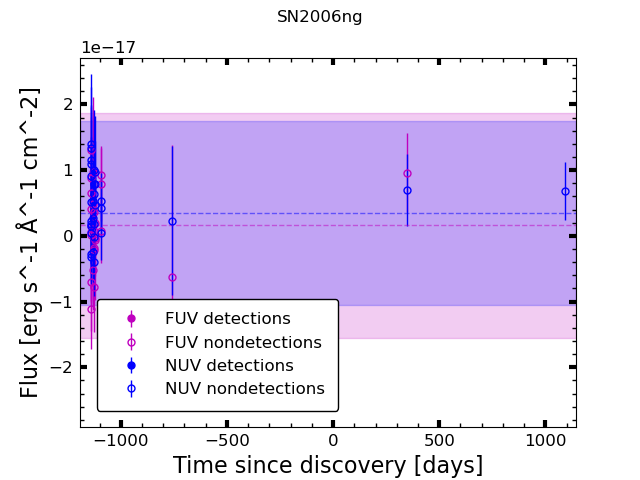 SN2006ng
1e−17
Flux [erg s^-1 Å^-1 cm^-2]
2
1
0
−1
−2
FUV detections
FUV nondetections
NUV detections
NUV nondetections
−1000 −500 0 500 1000
Time since discovery [days]